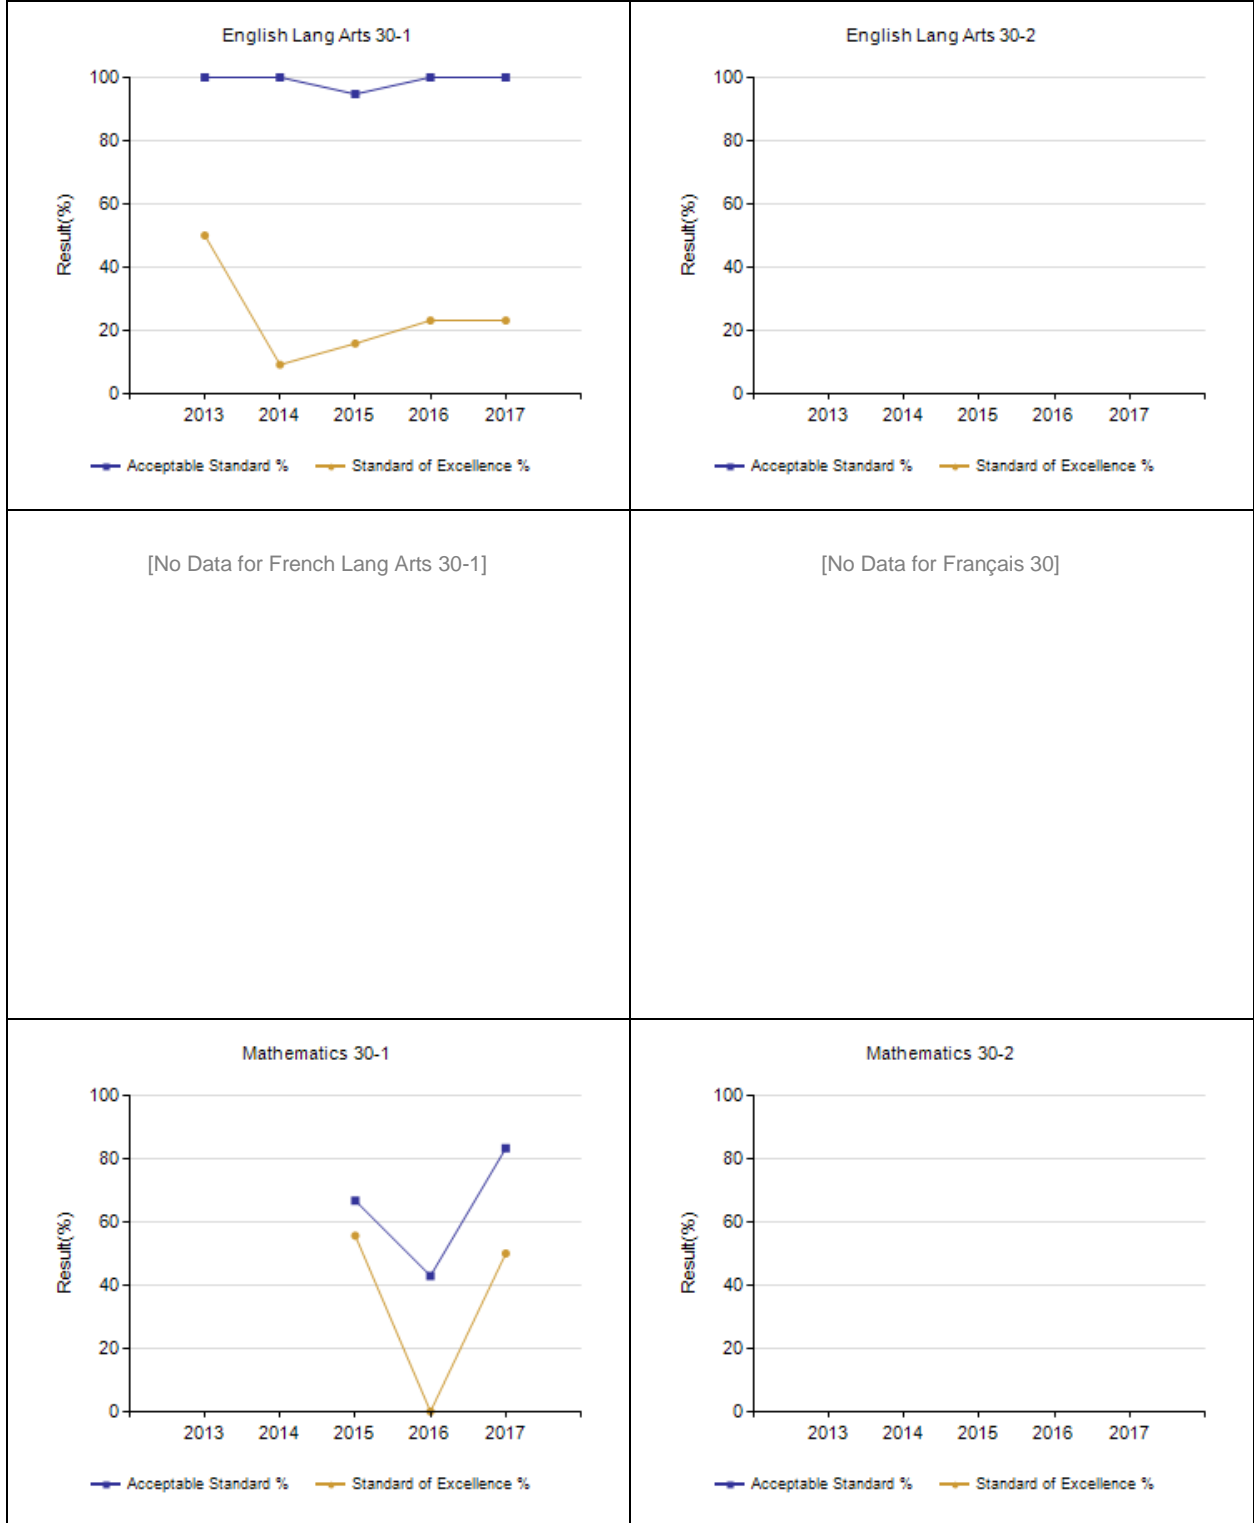 English Lang Arts 30-1
100
80
60
40
20
0
Result(%)
2013 2014 2015 2016 2017
Acceptable Standard % Standard of Excellence %
English Lang Arts 30-2
100
80
60
40
20
0
Result(%)
2013 2014 2015 2016 2017
Acceptable Standard % Standard of Excellence %
[No Data for French Lang Arts 30-1]
[No Data for Français 30]
Mathematics 30-1
100
80
60
40
20
0
Result(%)
2013 2014 2015 2016 2017
Acceptable Standard % Standard of Excellence %
Mathematics 30-2
100
80
60
40
20
0
Result(%)
2013 2014 2015 2016 2017
Acceptable Standard % Standard of Excellence %